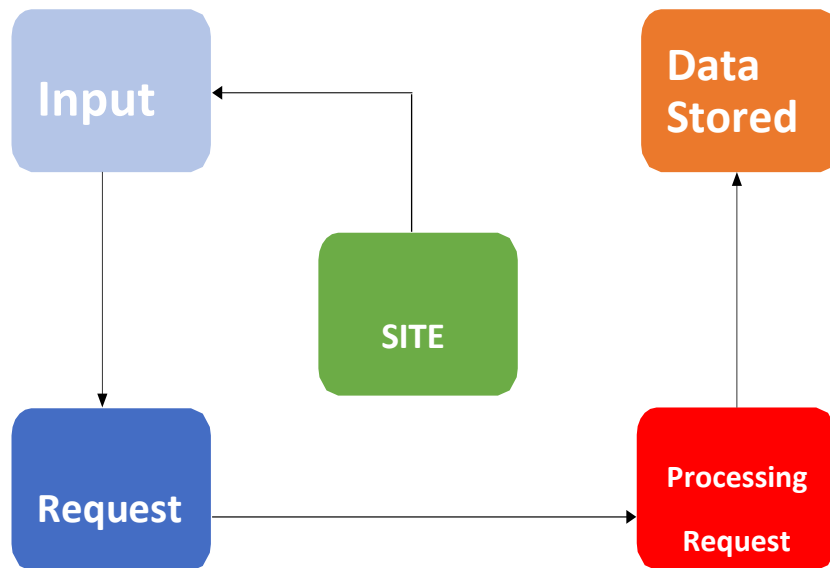 Input
Data
Stored
SITE
Request
Processing
Request